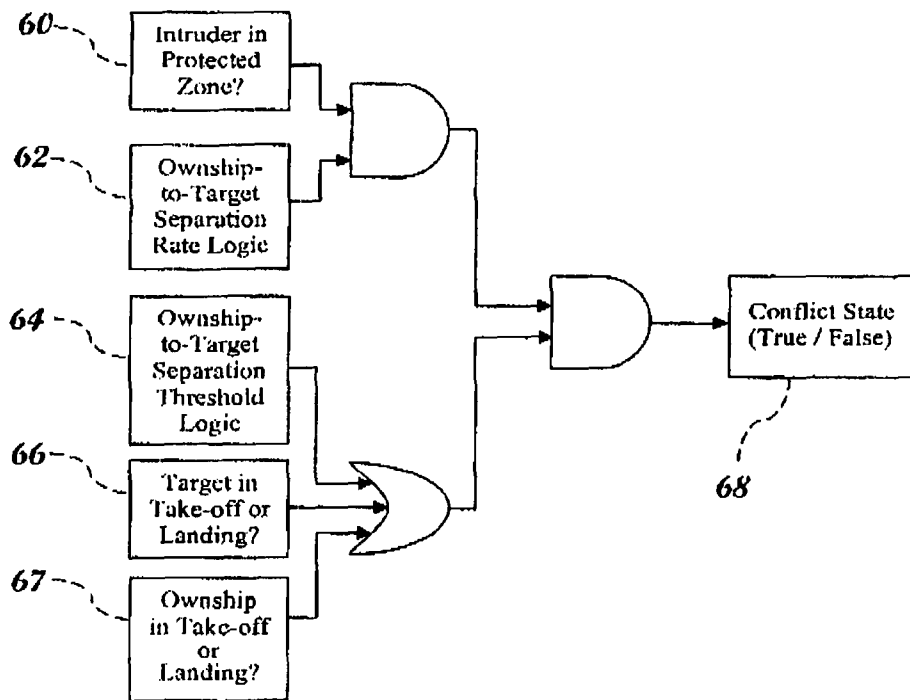 60
Intruder in
Protected
Zone?
62
Ownship-
to-Target
Separation
Rate Logic
64
Ownship-
to-Target
Separation
Threshold
Logic
66
Target in
Take-off or
Landing?
67
Ownship
in Take-off
or
Landing?
Conflict State
(True / False)
68